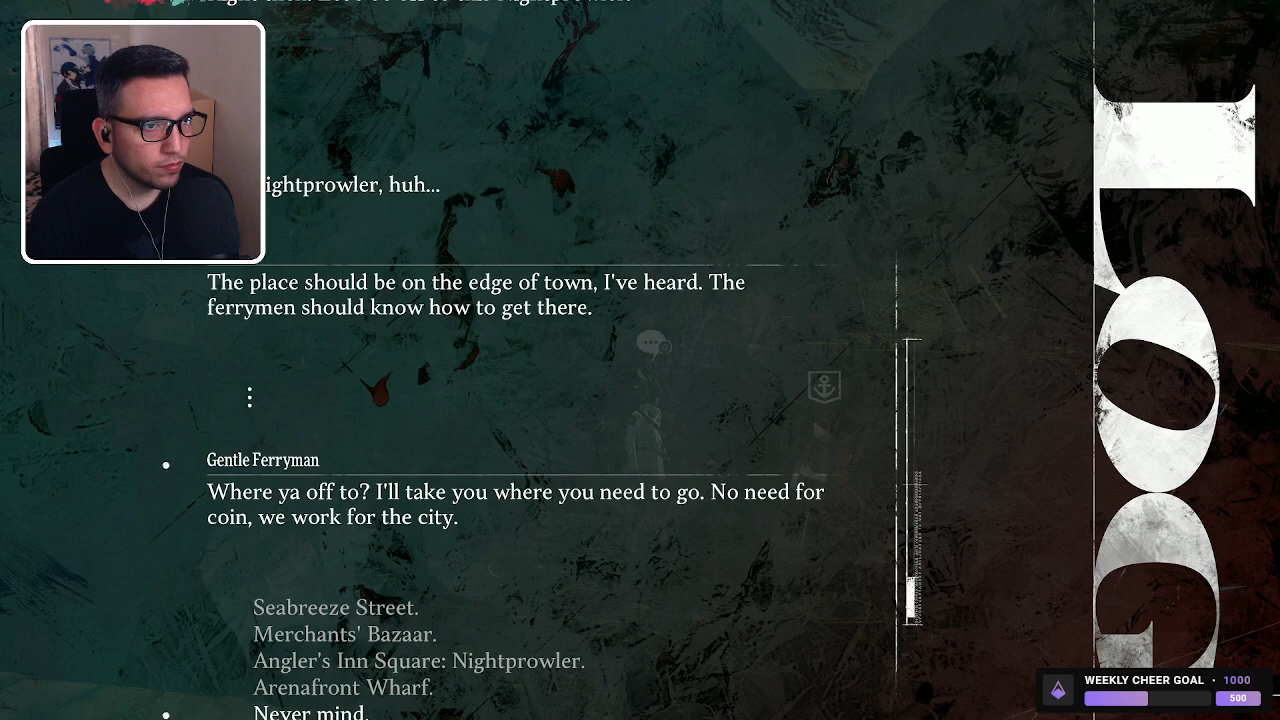 ightprowler, huh...
The place should be on the edge of town, I've heard. The
ferrymen should know how to get there.
Gentle Ferryman
Where ya off to? I'll take you where you need to go. No need for
coin, we work for the city.
Seabreeze Street.
Merchants' Bazaar.
Angler's Inn Square: Nightprowler.
Arenafront Wharf.
Never mind.
LOG
WEEKLY CHEER GOAL · 1000
500